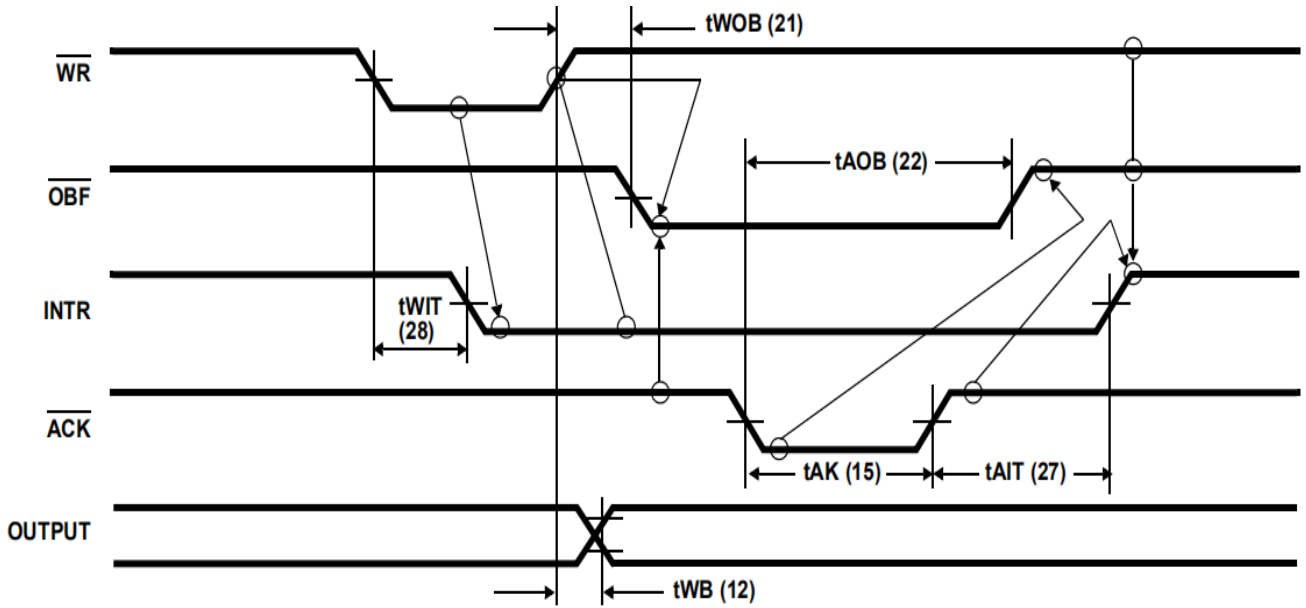 tWOB (21)
WR
tAOB (22)
OBF
INTR
tWIT
(28)
ACK
tAK (15)
tAIT (27)
OUTPUT
tWB (12)